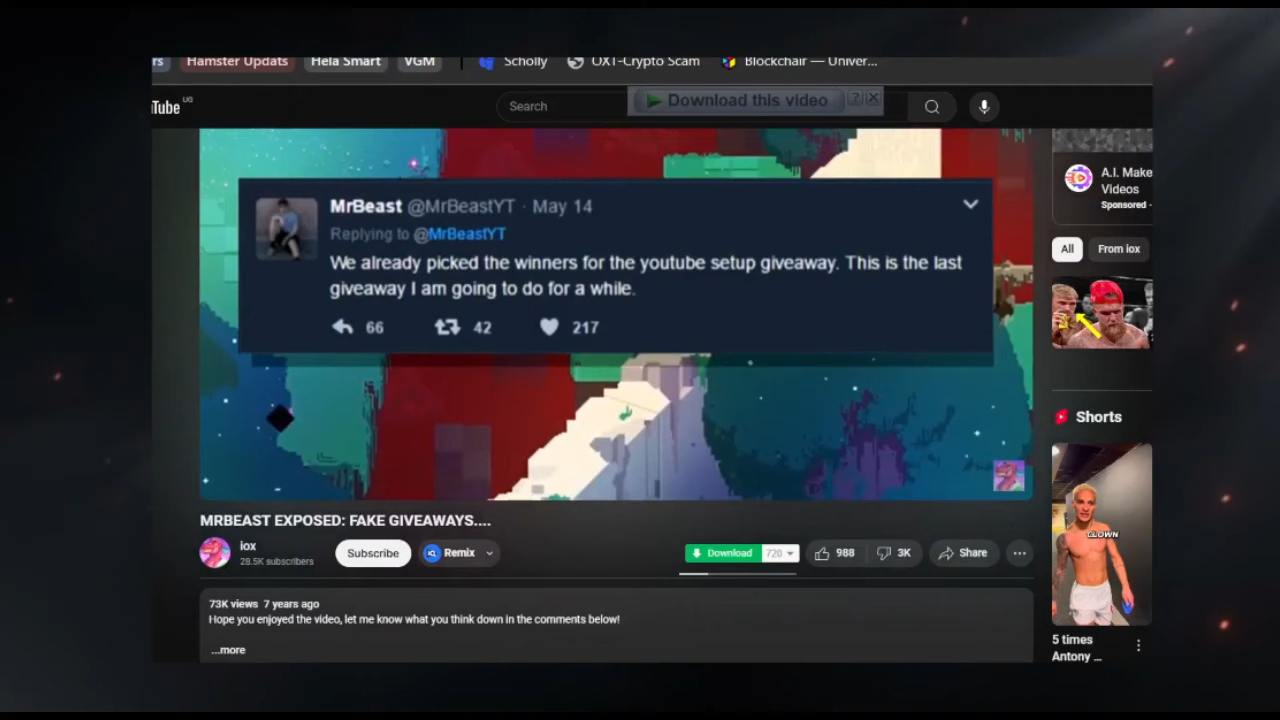 rs Hamster Updats Hela Smart VGM Scholly OXT-Crypto Scam Blockchair — Univer...
Tube UG Search Download this video ? X
MrBeast @MrBeastYT · May 14
Replying to @MrBeastYT
We already picked the winners for the youtube setup giveaway. This is the last
giveaway I am going to do for a while.
66 42 217
MRBEAST EXPOSED: FAKE GIVEAWAYS....
iox
28.5K subscribers
Subscribe
Remix
Download 720
988
3K
Share
73K views 7 years ago
Hope you enjoyed the video, let me know what you think down in the comments below!
...more
A.I. Make
Videos
Sponsored ·
All From iox
Shorts
CLOWN
5 times
Antony ...